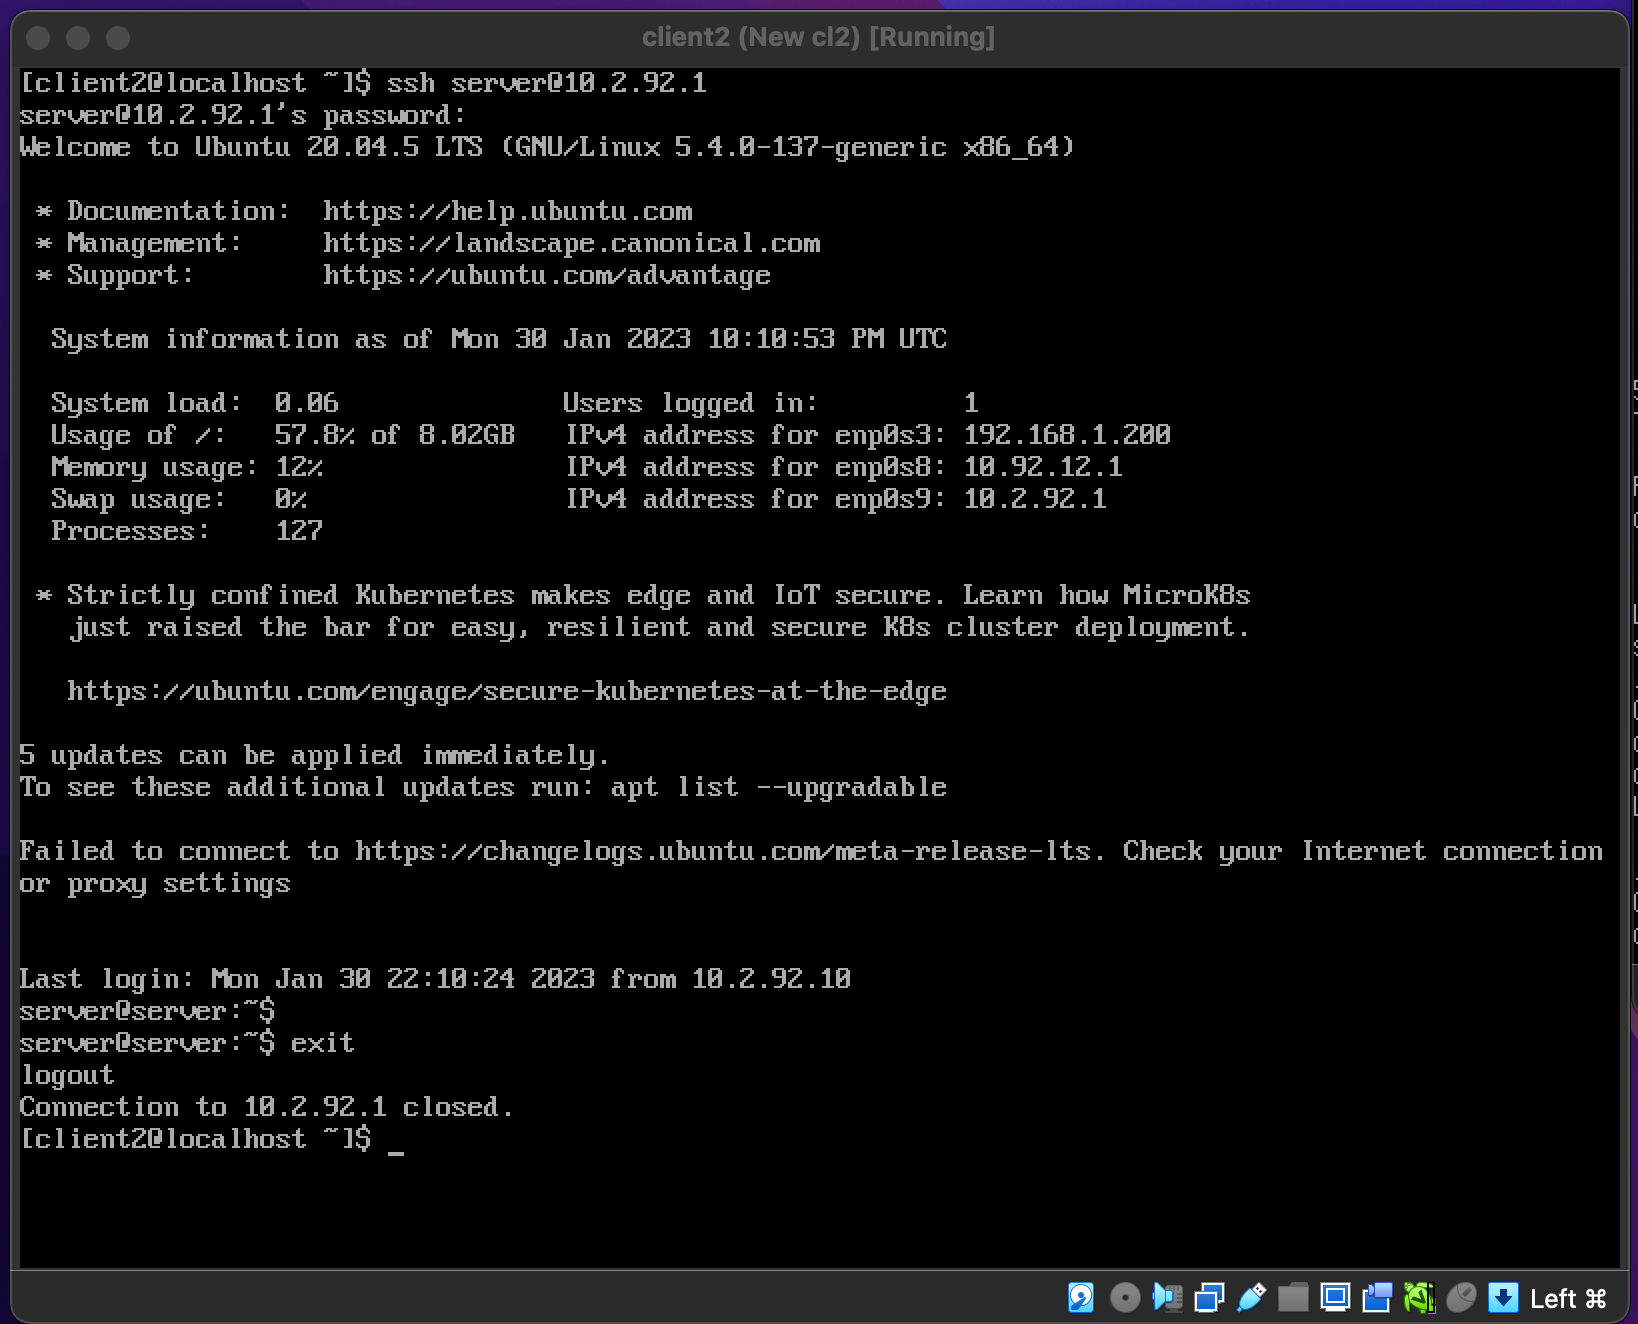 client2 (New cl2) [Running]
[client2@localhost ~]$ ssh server@10.2.92.1
server@10.2.92.1's password:
Welcome to Ubuntu 20.04.5 LTS (GNU/Linux 5.4.0-137-generic x86_64)
* Documentation:  https://help.ubuntu.com
* Management:     https://landscape.canonical.com
* Support:        https://ubuntu.com/advantage
System information as of Mon 30 Jan 2023 10:10:53 PM UTC
System load:  0.06              Users logged in:         1
Usage of /:   57.8% of 8.02GB   IPv4 address for enp0s3: 192.168.1.200
Memory usage: 12%               IPv4 address for enp0s8: 10.92.12.1
Swap usage:   0%                IPv4 address for enp0s9: 10.2.92.1
Processes:    127
* Strictly confined Kubernetes makes edge and IoT secure. Learn how MicroK8s
just raised the bar for easy, resilient and secure K8s cluster deployment.
https://ubuntu.com/engage/secure-kubernetes-at-the-edge
5 updates can be applied immediately.
To see these additional updates run: apt list --upgradable
Failed to connect to https://changelogs.ubuntu.com/meta-release-lts. Check your Internet connection
or proxy settings
Last login: Mon Jan 30 22:10:24 2023 from 10.2.92.10
server@server:~$
server@server:~$ exit
logout
Connection to 10.2.92.1 closed.
[client2@localhost ~]$ _
Left ⌘